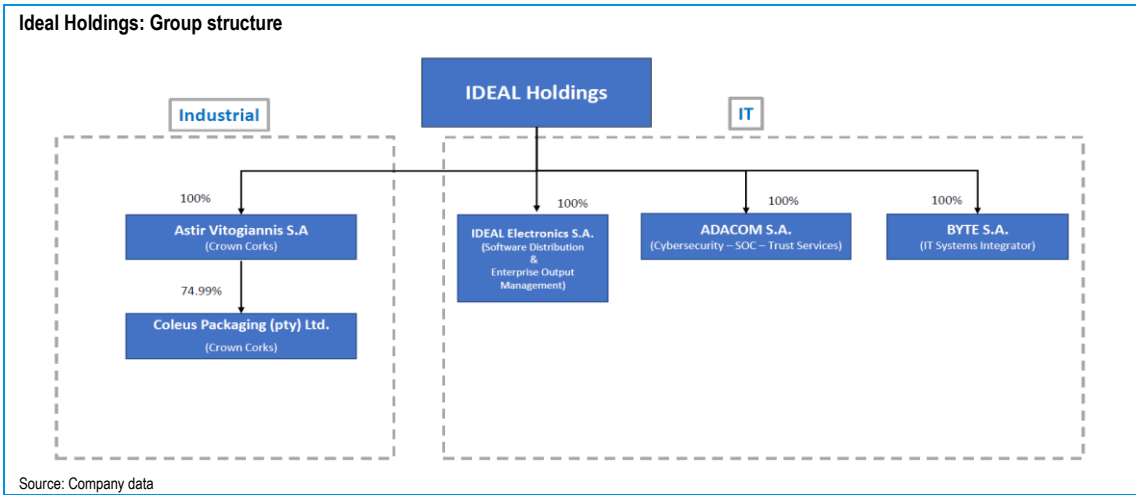 Ideal Holdings: Group structure
IDEAL Holdings
Industrial
IT
100%
Astir Vitogiannis S.A
(Crown Corks)
74.99%
Coleus Packaging (pty) Ltd.
(Crown Corks)
100%
IDEAL Electronics S.A.
(Software Distribution
&
Enterprise Output
Management)
100%
ADACOM S.A.
(Cybersecurity – SOC – Trust Services)
100%
BYTE S.A.
(IT Systems Integrator)
Source: Company data